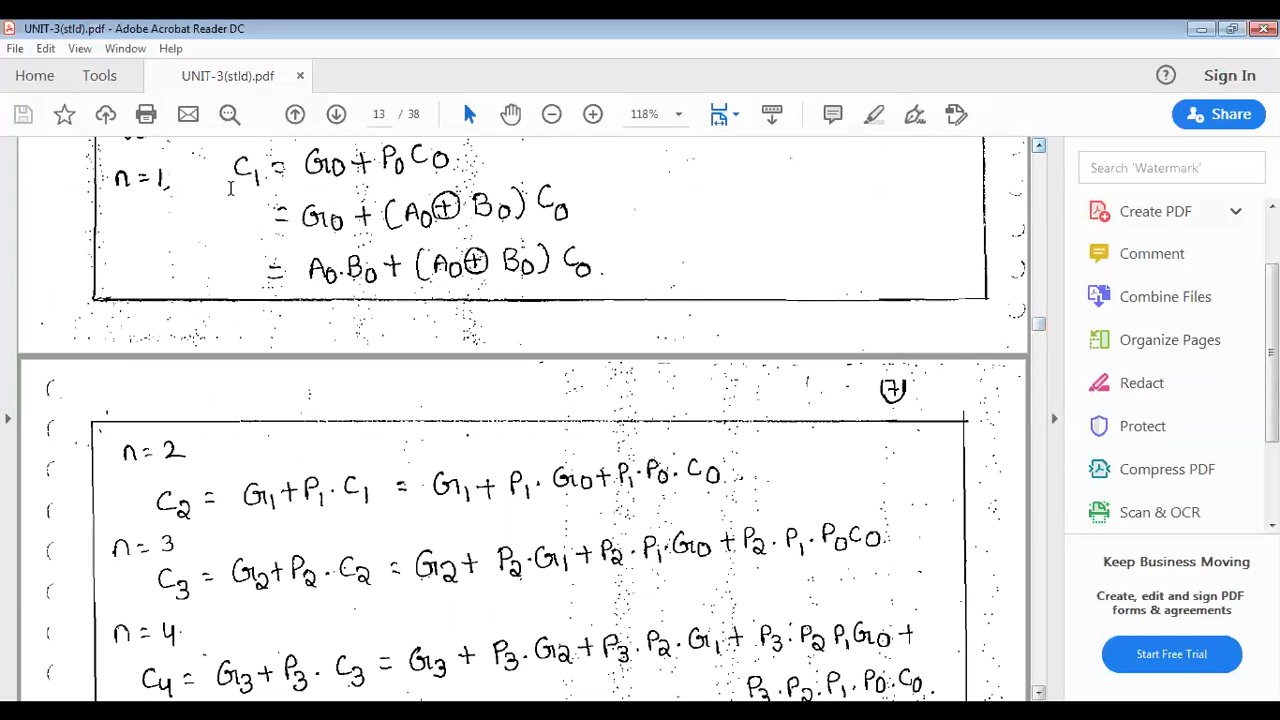 UNIT-3(stld).pdf - Adobe Acrobat Reader DC
File Edit View Window Help
Home Tools UNIT-3(stld).pdf × Sign In
13 / 38 118% Share
n = 1, C₁ = G₀ + P₀ C₀
= G₀ + (A₀ ⊕ B₀) C₀
= A₀.B₀ + (A₀ ⊕ B₀) C₀.
7
n = 2
C₂ = G₁ + P₁ . C₁ = G₁ + P₁ . G₀ + P₁ . P₀ . C₀
n = 3
C₃ = G₂ + P₂ . C₂ = G₂ + P₂ . G₁ + P₂ . P₁ . G₀ + P₂ . P₁ . P₀ C₀
n = 4
C₄ = G₃ + P₃ . C₃ = G₃ + P₃ . G₂ + P₃ . P₂ . G₁ + P₃ . P₂ P₁ G₀ +
P₃ . P₂ . P₁ . P₀ . C₀.
Search 'Watermark'
Create PDF
Comment
Combine Files
Organize Pages
Redact
Protect
Compress PDF
Scan & OCR
Keep Business Moving
Create, edit and sign PDF
forms & agreements
Start Free Trial